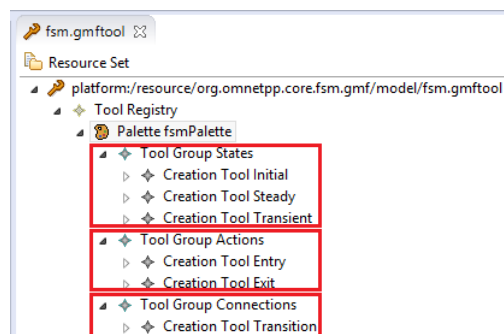 fsm.gmftool
Resource Set
platform:/resource/org.omnetpp.core.fsm.gmf/model/fsm.gmftool
Tool Registry
Palette fsmPalette
Tool Group States
Creation Tool Initial
Creation Tool Steady
Creation Tool Transient
Tool Group Actions
Creation Tool Entry
Creation Tool Exit
Tool Group Connections
Creation Tool Transition